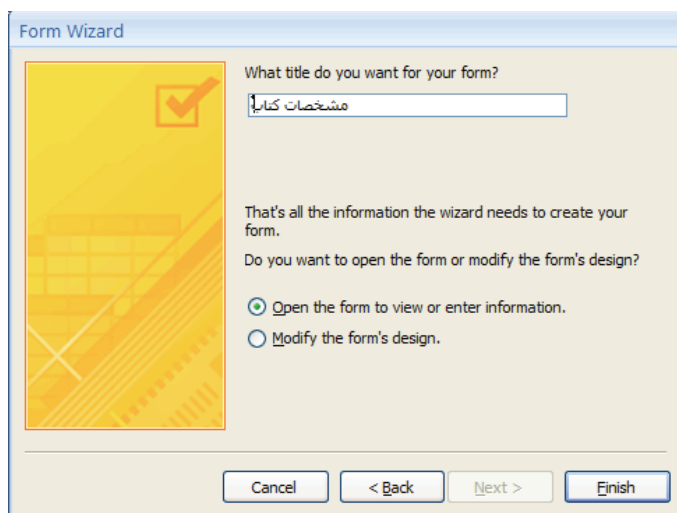 Form Wizard
What title do you want for your form?
مشخصات کتاب
That's all the information the wizard needs to create your
form.
Do you want to open the form or modify the form's design?
Open the form to view or enter information.
Modify the form's design.
Cancel
< Back
Next >
Finish